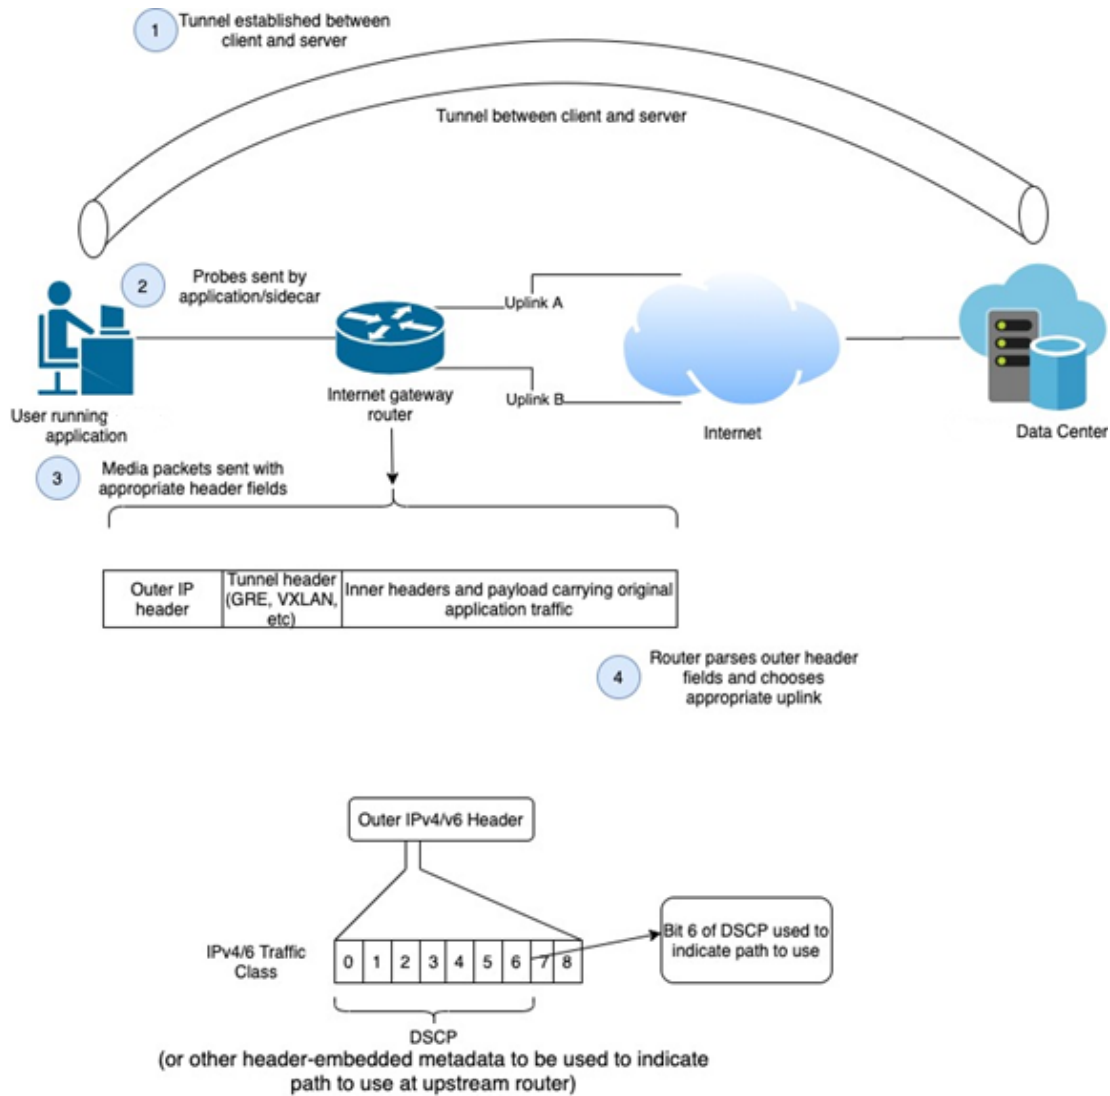 1
Tunnel established between
client and server
Tunnel between client and server
2
Probes sent by
application/sidecar
Uplink A
Uplink B
User running
application
Internet gateway
router
Internet
Data Center
3
Media packets sent with
appropriate header fields
Outer IP
header
Tunnel header
(GRE, VXLAN,
etc)
Inner headers and payload carrying original
application traffic
4
Router parses outer header
fields and chooses
appropriate uplink
Outer IPv4/v6 Header
IPv4/6 Traffic
Class
0 1 2 3 4 5 6 7 8
Bit 6 of DSCP used to
indicate path to use
DSCP
(or other header-embedded metadata to be used to indicate
path to use at upstream router)